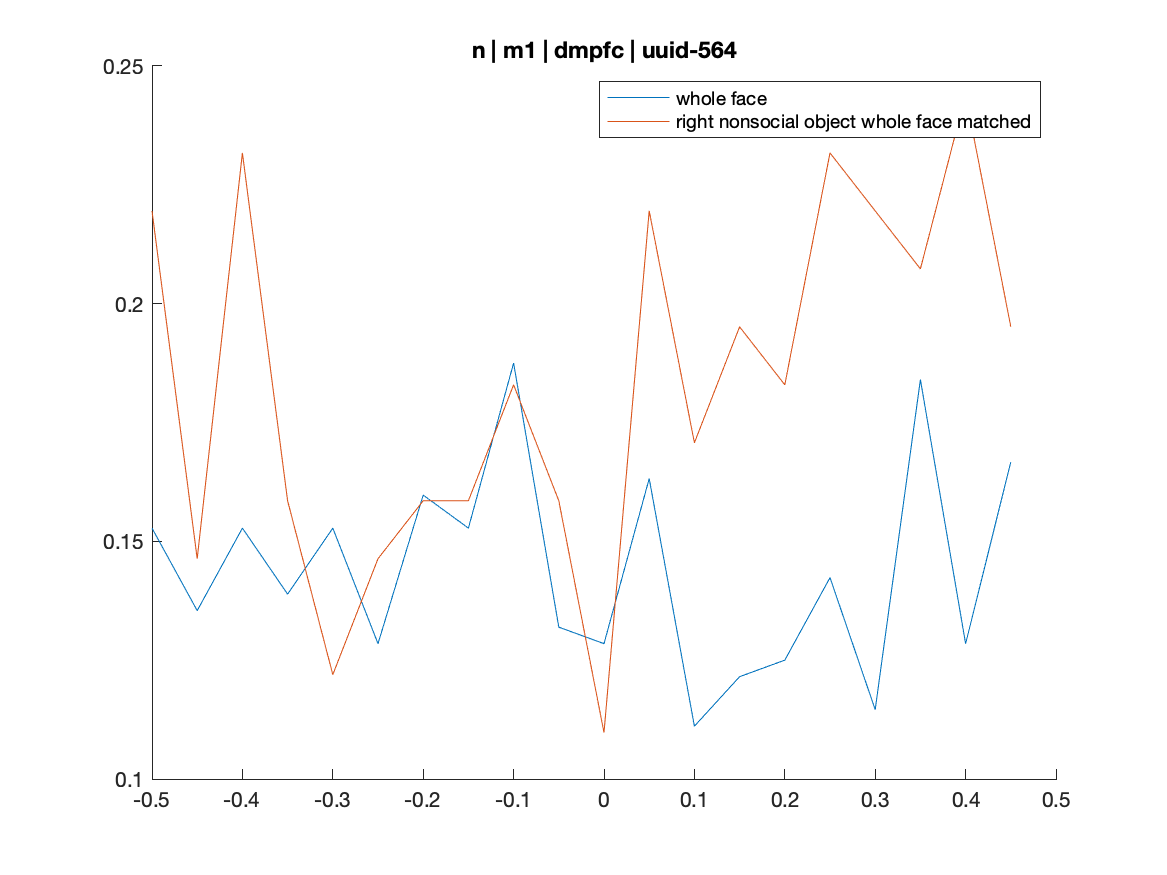 n | m1 | dmpfc | uuid-564
0.25
whole face
right nonsocial object whole face matched
0.2
0.15
0.1
-0.5 -0.4 -0.3 -0.2 -0.1 0 0.1 0.2 0.3 0.4 0.5